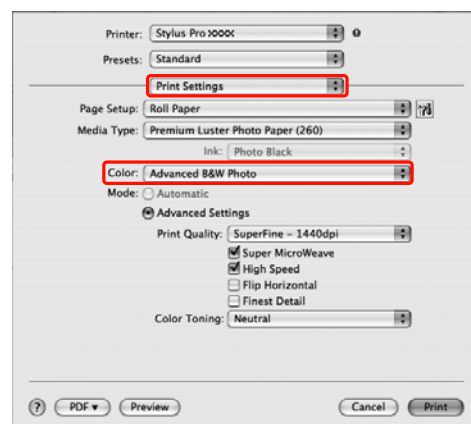 Printer: Stylus Pro xxxx
Presets: Standard
Print Settings
Page Setup: Roll Paper
Media Type: Premium Luster Photo Paper (260)
Ink: Photo Black
Color: Advanced B&W Photo
Mode: Automatic
Advanced Settings
Print Quality: SuperFine - 1440dpi
Super MicroWeave
High Speed
Flip Horizontal
Finest Detail
Color Toning: Neutral
? PDF Preview Cancel Print